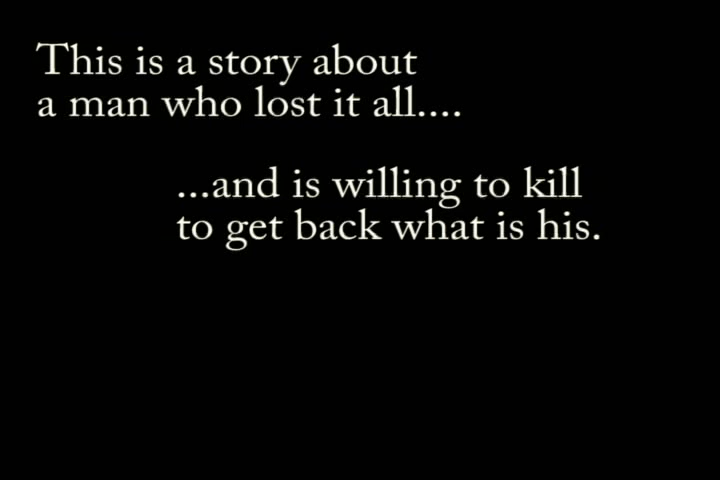 This is a story about
a man who lost it all....
...and is willing to kill
to get back what is his.